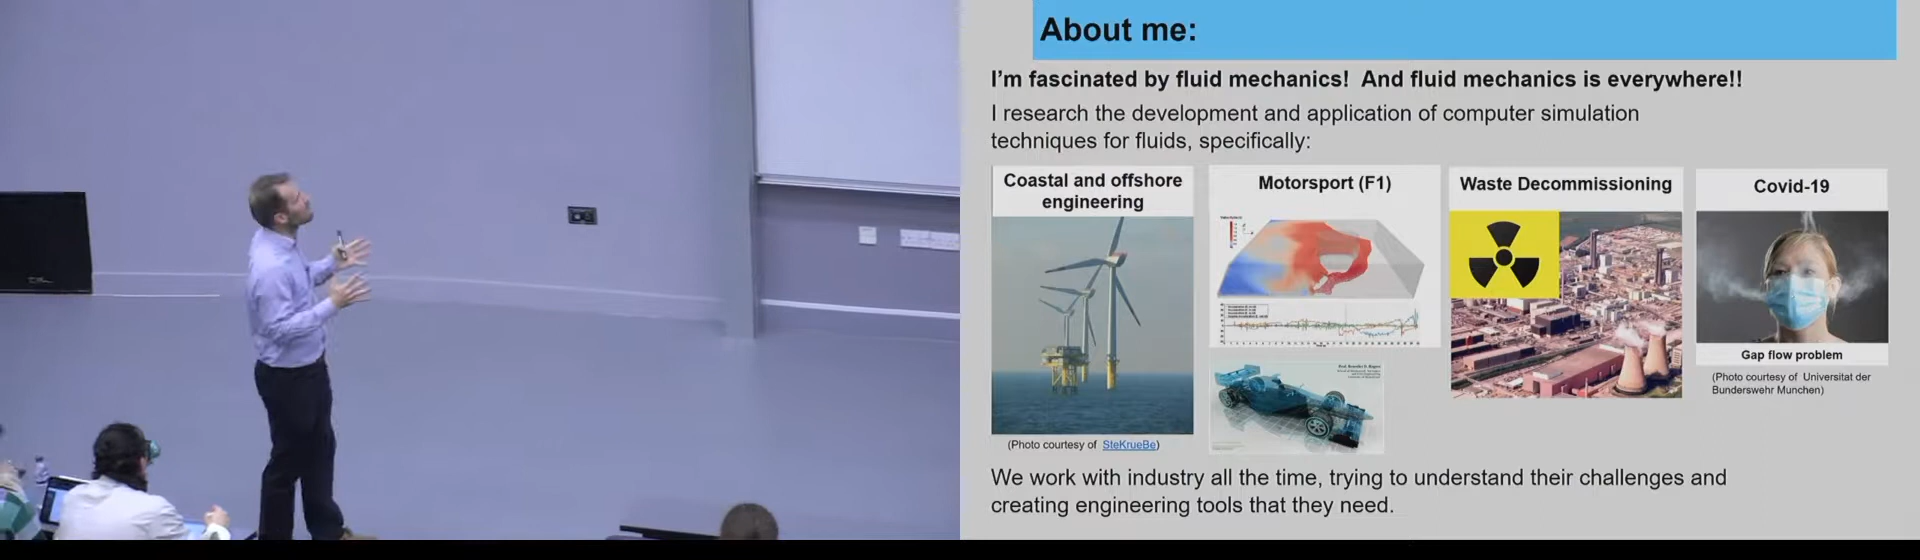 About me:
I'm fascinated by fluid mechanics!  And fluid mechanics is everywhere!!
I research the development and application of computer simulation
techniques for fluids, specifically:
Coastal and offshore
engineering
Motorsport (F1)
Waste Decommissioning
Covid-19
Gap flow problem
(Photo courtesy of  Universitat der
Bunderswehr Munchen)
(Photo courtesy of  SteKrueBe)
We work with industry all the time, trying to understand their challenges and
creating engineering tools that they need.